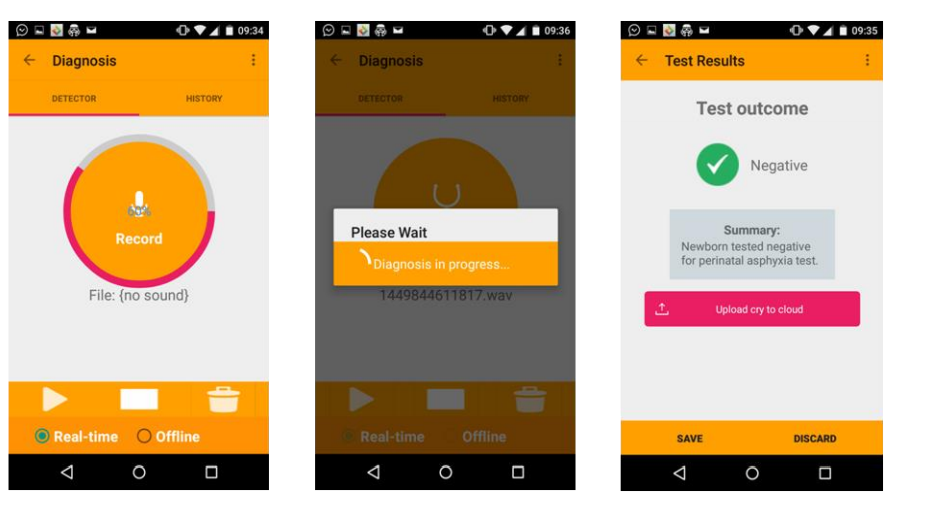 09:34
Diagnosis
DETECTOR HISTORY
60%
Record
File: {no sound}
Real-time Offline
09:36
Diagnosis
DETECTOR HISTORY
Please Wait
Diagnosis in progress...
1449844611817.wav
Real-time Offline
09:35
Test Results
Test outcome
Negative
Summary:
Newborn tested negative
for perinatal asphyxia test.
Upload cry to cloud
SAVE DISCARD